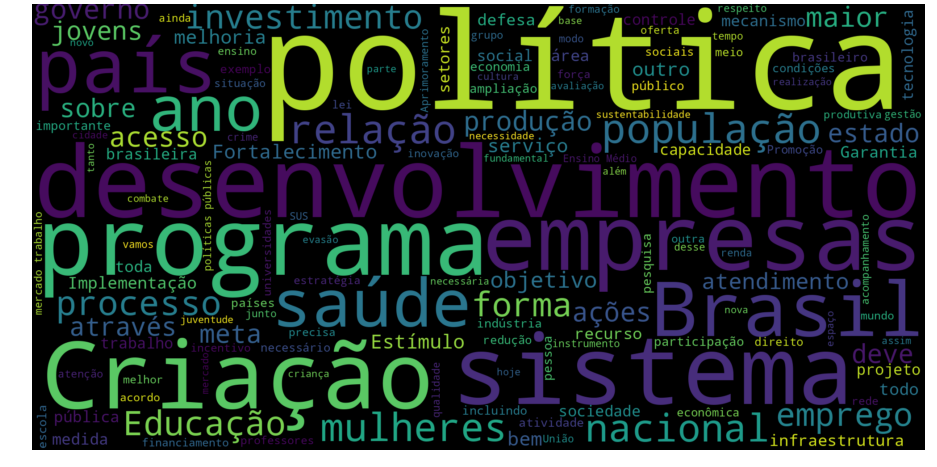 governo
ainda
investimento
política
defesa
formação
controle
respeito
mecanismo
maior
jovens
novo
melhoria
grupo
base
oferta
tempo
tecnologia
setores
Aprimoramento
modo
sociais
meio
brasileiro
país
ensino
economia
social
área
cultura
força
outro
condições
exemplo
parte
ampliação
avaliação
público
realização
situação
sobre
ano
lei
relação
produção
sustentabilidade
população
produtiva
gestão
importante
cidade
acesso
crime
necessidade
estado
tanto
brasileira
Fortalecimento
inovação
serviço
fundamental
Ensino Médio
capacidade
Promoção
Garantia
além
desenvolvimento
combate
políticas públicas
mercado trabalho
SUS
programa
empresas
vamos
evasão
universidades
outra
desse
renda
acompanhamento
toda
Implementação
estratégia
necessária
objetivo
pesquisa
atendimento
processo
países
junto
saúde
forma
ações
Brasil
nova
espaço
mundo
através
juventude
meta
precisa
indústria
recurso
instrumento
participação
direito
assim
trabalho
incentivo
necessário
Estímulo
redução
pessoa
deve
Criação
sistema
atenção
melhor
mercado
criança
hoje
projeto
acordo
qualidade
todo
rede
escola
pública
Educação
mulheres
incluindo
sociedade
econômica
emprego
atividade
nacional
medida
financiamento
professores
bem
União
infraestrutura